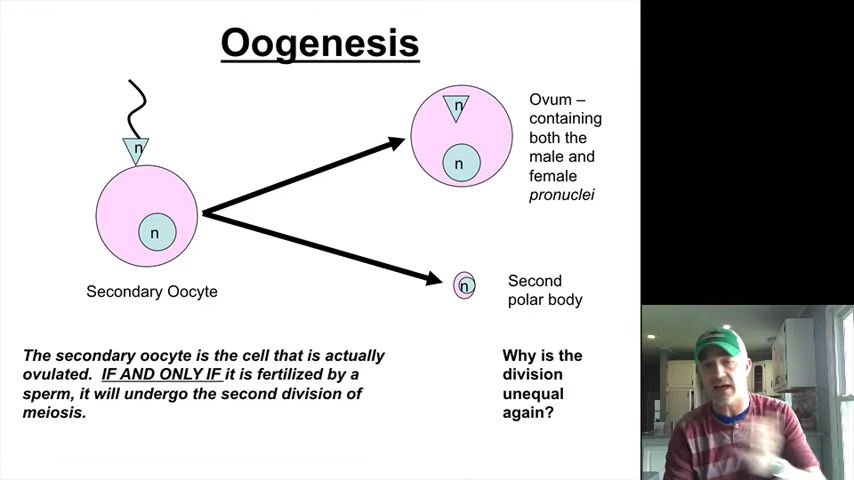 Oogenesis
n
n
Secondary Oocyte
n
n
Ovum –
containing
both the
male and
female
pronuclei
n
Second
polar body
The secondary oocyte is the cell that is actually
ovulated. IF AND ONLY IF it is fertilized by a
sperm, it will undergo the second division of
meiosis.
Why is the
division
unequal
again?